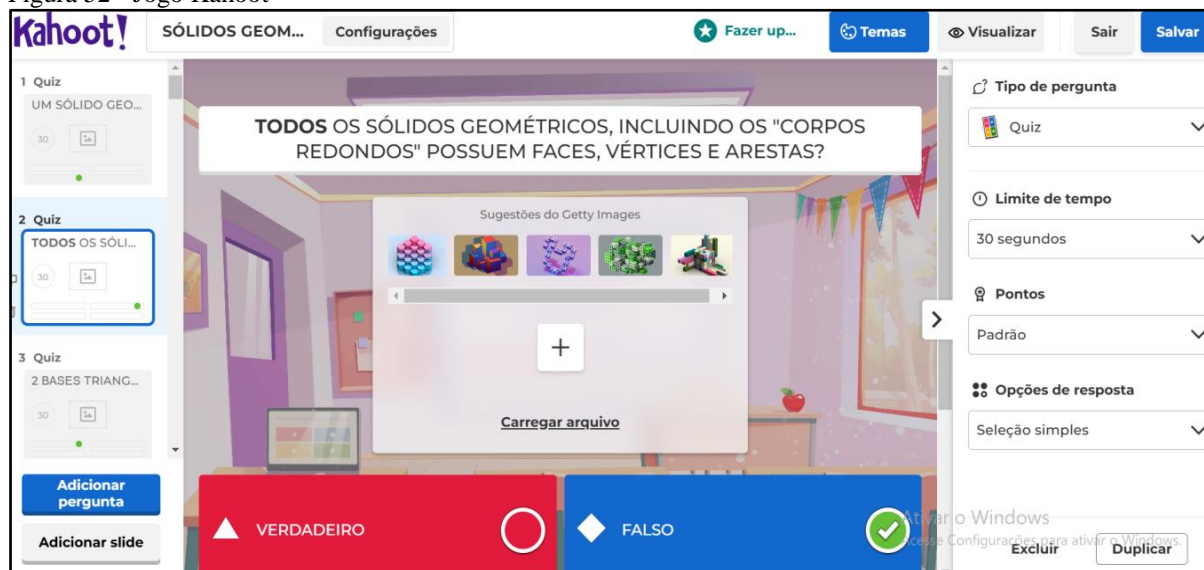 Figura 32 - Jogo Kahoot
Kahoot!
SÓLIDOS GEOM...
Configurações
Fazer up...
Temas
Visualizar
Sair
Salvar
1 Quiz
UM SÓLIDO GEO...
30
2 Quiz
TODOS OS SÓLI...
30
3 Quiz
2 BASES TRIANG...
30
Adicionar
pergunta
Adicionar slide
TODOS OS SÓLIDOS GEOMÉTRICOS, INCLUINDO OS "CORPOS
REDONDOS" POSSUEM FACES, VÉRTICES E ARESTAS?
Sugestões do Getty Images
Carregar arquivo
VERDADEIRO
FALSO
Tipo de pergunta
Quiz
Limite de tempo
30 segundos
Pontos
Padrão
Opções de resposta
Seleção simples
Ativar o Windows
Acesse Configurações para ativar o Windows.
Excluir
Duplicar